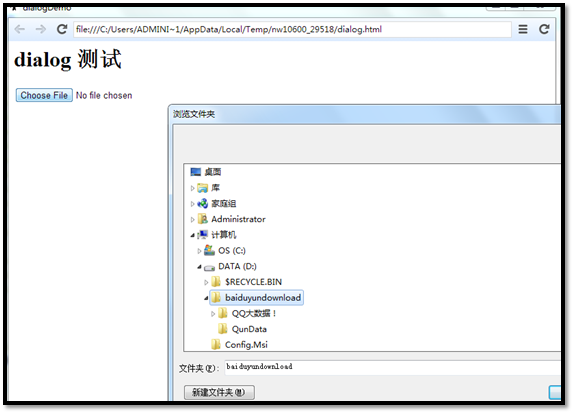 dialogDemo
file:///C:/Users/ADMINI~1/AppData/Local/Temp/nw10600_29518/dialog.html
dialog 测试
Choose File No file chosen
浏览文件夹
桌面
库
家庭组
Administrator
计算机
OS (C:)
DATA (D:)
$RECYCLE.BIN
baiduyundownload
QQ大数据！
QunData
Config.Msi
文件夹(F): baiduyundownload
新建文件夹(N)